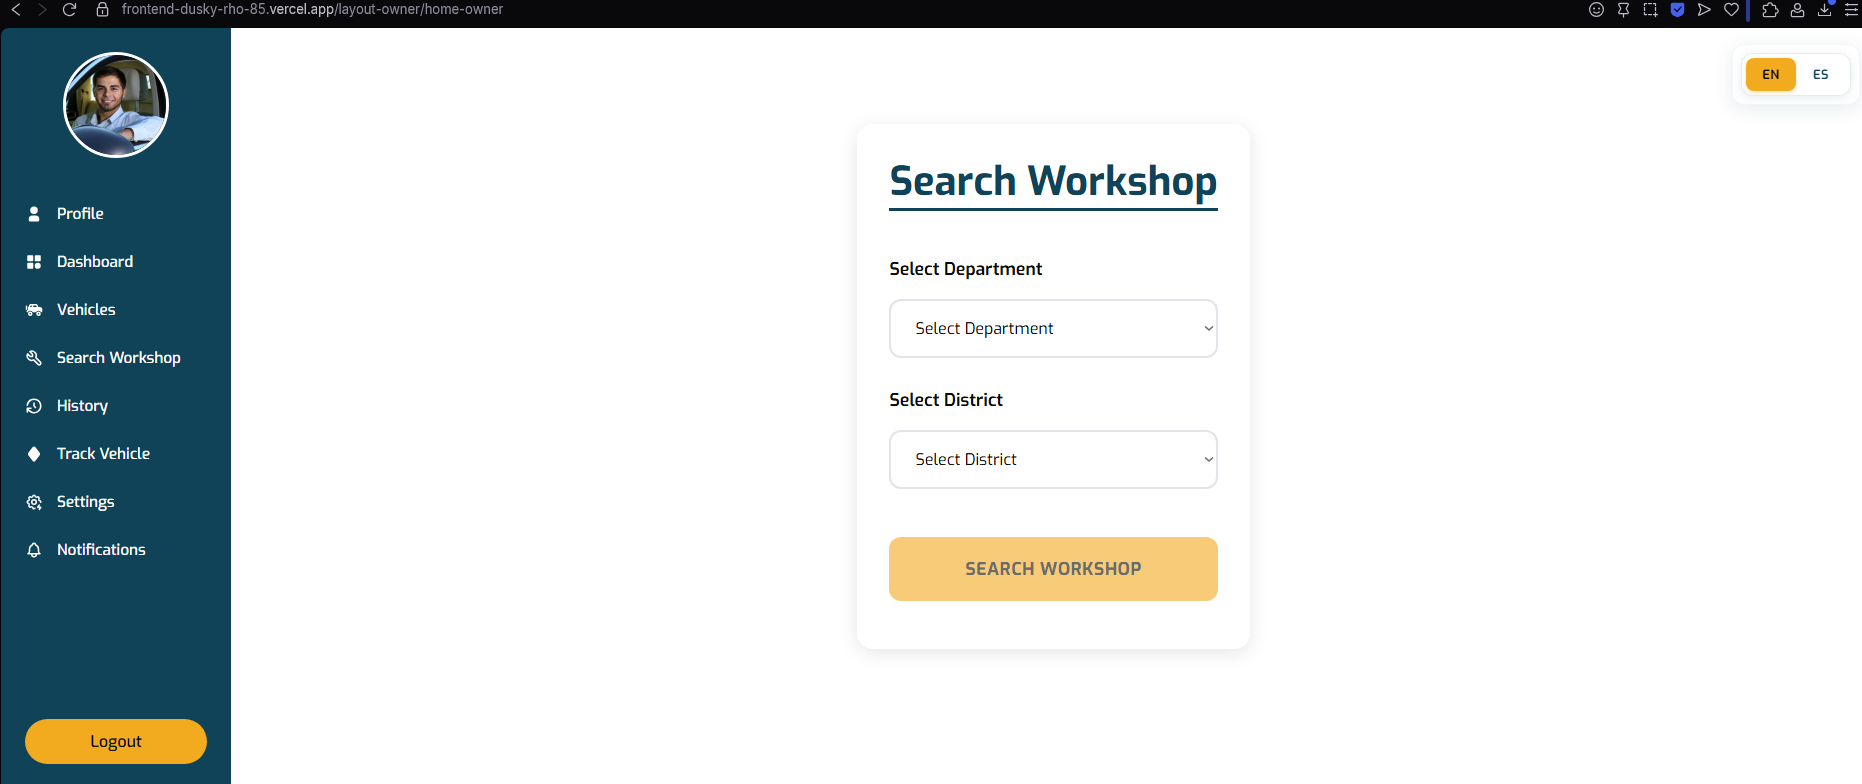 frontend-dusky-rho-85.vercel.app/layout-owner/home-owner
EN ES
Profile
Dashboard
Vehicles
Search Workshop
History
Track Vehicle
Settings
Notifications
Logout
Search Workshop
Select Department
Select Department
Select District
Select District
SEARCH WORKSHOP